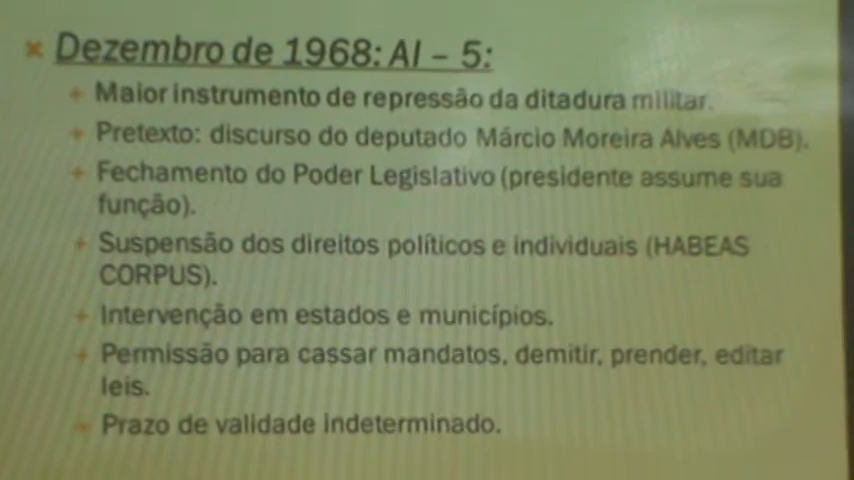 Dezembro de 1968: AI – 5:
Maior instrumento de repressão da ditadura militar.
Pretexto: discurso do deputado Márcio Moreira Alves (MDB).
Fechamento do Poder Legislativo (presidente assume sua
função).
Suspensão dos direitos políticos e individuais (HABEAS
CORPUS).
Intervenção em estados e municípios.
Permissão para cassar mandatos, demitir, prender, editar
leis.
Prazo de validade indeterminado.